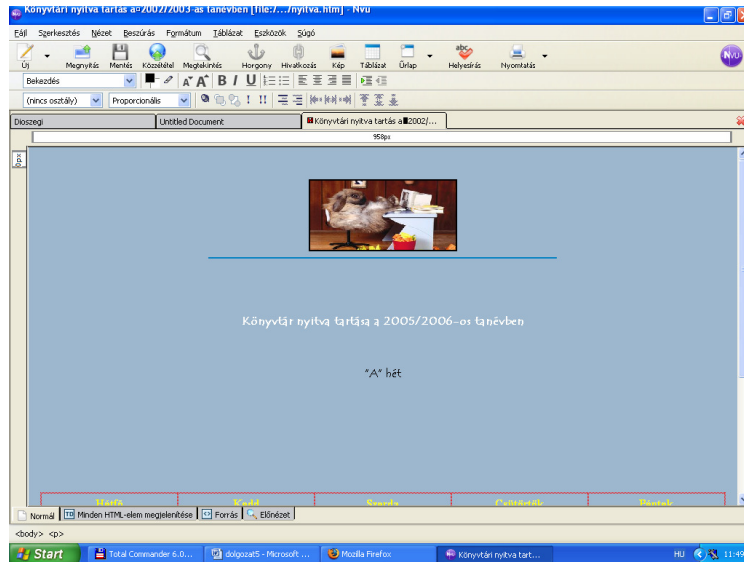 Könyvtári nyitva tartás a¤2002/2003-as tanévben [file:/.../nyitva.htm] - Nvu
Fájl Szerkesztés Nézet Beszúrás Formátum Táblázat Eszközök Súgó
Új Megnyitás Mentés Közzététel Megtekintés Horgony Hivatkozás Kép Táblázat Űrlap Helyesírás Nyomtatás
Nvu
Bekezdés A A B I U
(nincs osztály) Proporcionális ! !!
Dioszegi Untitled Document Könyvtári nyitva tartás a 2002/...
958px
0px
Könyvtár nyitva tartása a 2005/2006-os tanévben
"A" hét
Hétfő Kedd Szerda Csütörtök Péntek
Normál Minden HTML-elem megjelenítése Forrás Előnézet
<body> <p>
Start Total Commander 6.0... dolgozat5 - Microsoft ... Mozilla Firefox Könyvtári nyitva tart... HU 11:49